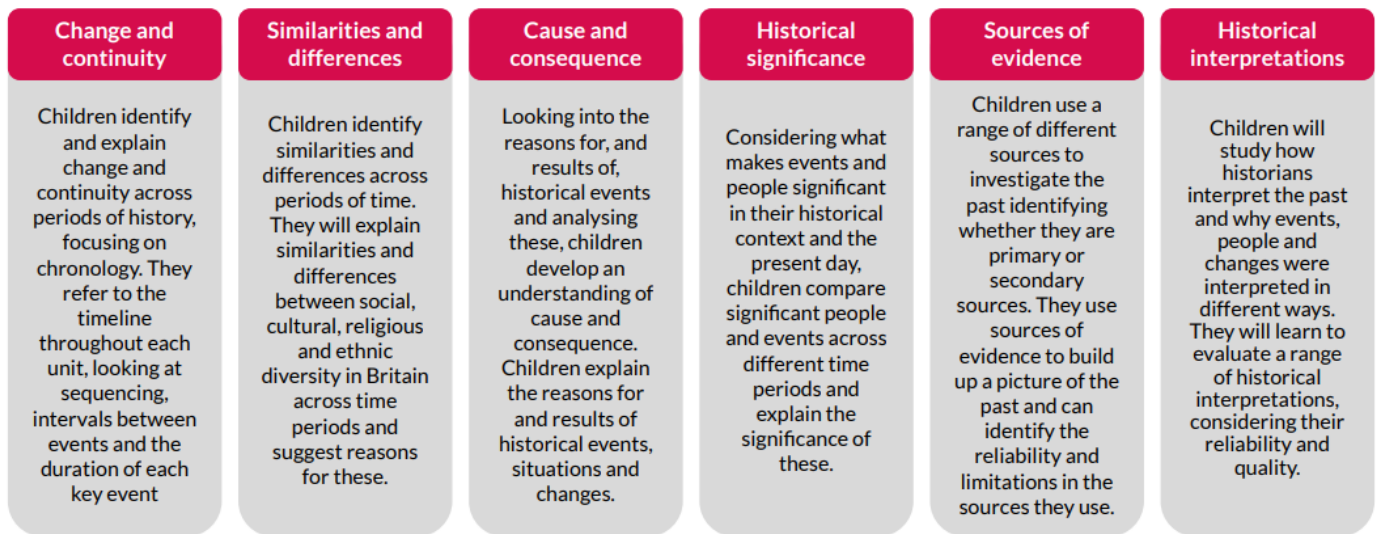 Change and
continuity
Children identify
and explain
change and
continuity across
periods of history,
focusing on
chronology. They
refer to the
timeline
throughout each
unit, looking at
sequencing,
intervals between
events and the
duration of each
key event
Similarities and
differences
Children identify
similarities and
differences across
periods of time.
They will explain
similarities and
differences
between social,
cultural, religious
and ethnic
diversity in Britain
across time
periods and
suggest reasons
for these.
Cause and
consequence
Looking into the
reasons for, and
results of,
historical events
and analysing
these, children
develop an
understanding of
cause and
consequence.
Children explain
the reasons for
and results of
historical events,
situations and
changes.
Historical
significance
Considering what
makes events and
people significant
in their historical
context and the
present day,
children compare
significant people
and events across
different time
periods and
explain the
significance of
these.
Sources of
evidence
Children use a
range of different
sources to
investigate the
past identifying
whether they are
primary or
secondary
sources. They use
sources of
evidence to build
up a picture of the
past and can
identify the
reliability and
limitations in the
sources they use.
Historical
interpretations
Children will
study how
historians
interpret the past
and why events,
people and
changes were
interpreted in
different ways.
They will learn to
evaluate a range
of historical
interpretations,
considering their
reliability and
quality.